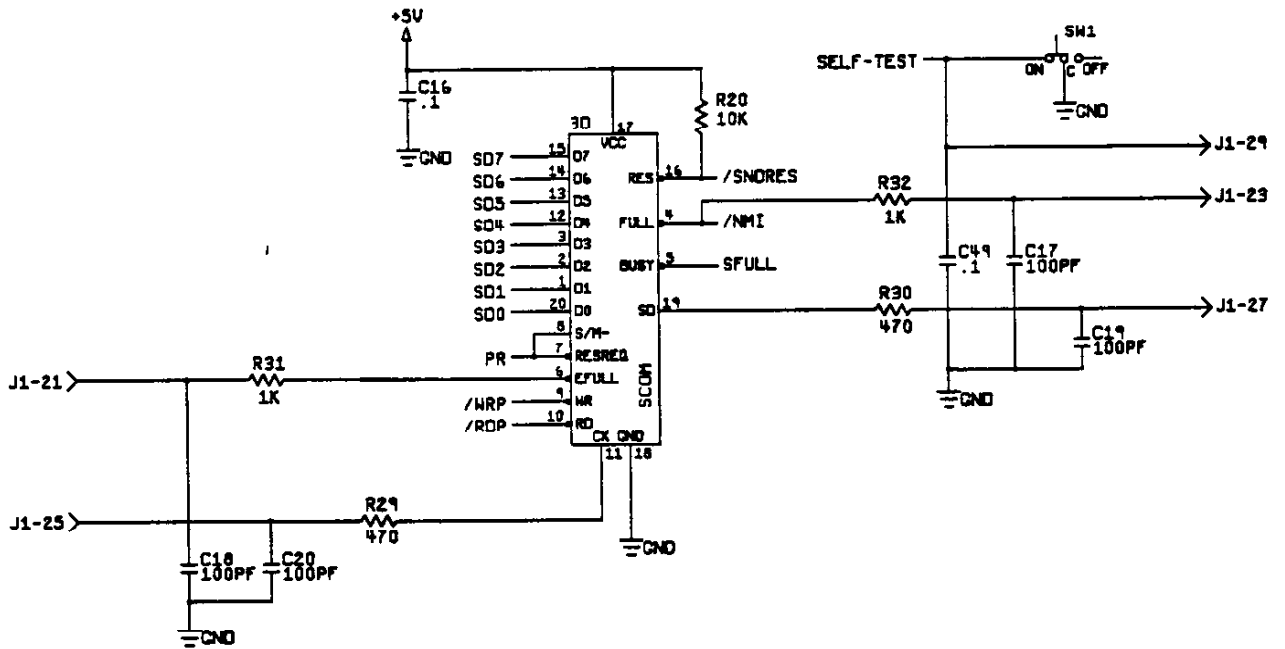 +5V
C16
.1
GND
R20
10K
SELF-TEST
SW1
ON
C
OFF
GND
J1-29
17
VCC
SD7 15 D7
SD6 14 D6
SD5 13 D5
SD4 12 D4
SD3 3 D3
SD2 2 D2
SD1 1 D1
SD0 20 D0
8 S/M-
PR 7 RESREQ
6 EFULL
/WRP 9 WR
/RDP 10 RD
RES 16 /SNDRES
FULL 4 /NMI
BUSY 5 SFULL
SD 19
SCOM
CK GND
11 18
GND
R32
1K
J1-23
C49
.1
C17
100PF
R30
470
J1-27
C19
100PF
GND
J1-21
R31
1K
J1-25
R29
470
C18
100PF
C20
100PF
GND